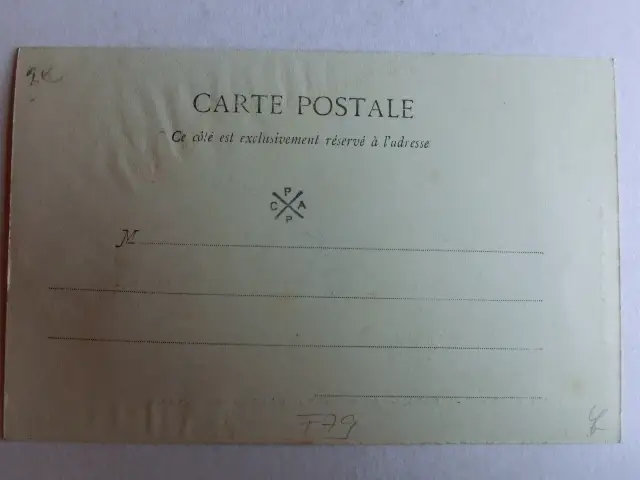 CARTE POSTALE
Ce côté est exclusivement réservé à l'adresse
P
C A
P
M
F79